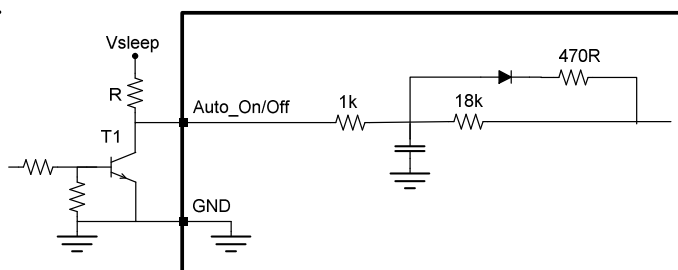 Vsleep
470R
R
Auto_On/Off
1k
18k
T1
GND